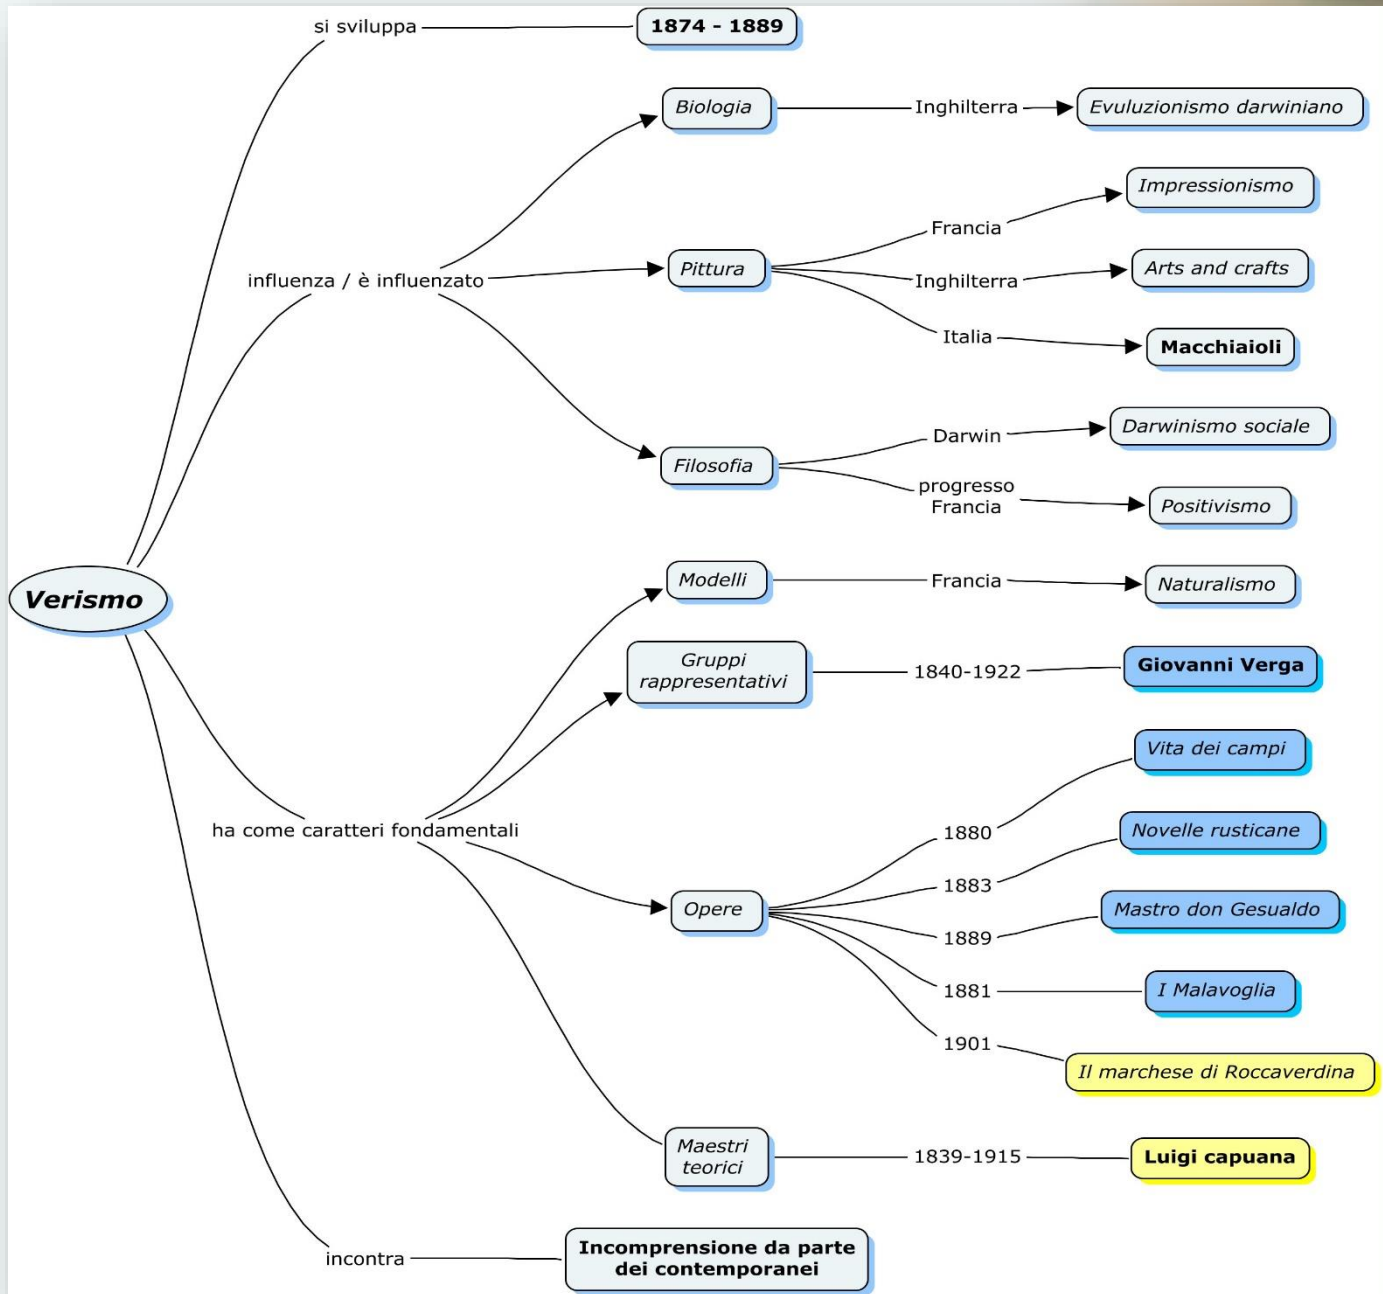 si sviluppa
1874 - 1889
Biologia
Inghilterra
Evuluzionismo darwiniano
influenza / è influenzato
Pittura
Francia
Impressionismo
Inghilterra
Arts and crafts
Italia
Macchiaioli
Filosofia
Darwin
Darwinismo sociale
progresso
Francia
Positivismo
Verismo
Modelli
Francia
Naturalismo
Gruppi
rappresentativi
1840-1922
Giovanni Verga
ha come caratteri fondamentali
Opere
1880
Vita dei campi
1883
Novelle rusticane
1889
Mastro don Gesualdo
1881
I Malavoglia
1901
Il marchese di Roccaverdina
Maestri
teorici
1839-1915
Luigi capuana
incontra
Incomprensione da parte
dei contemporanei